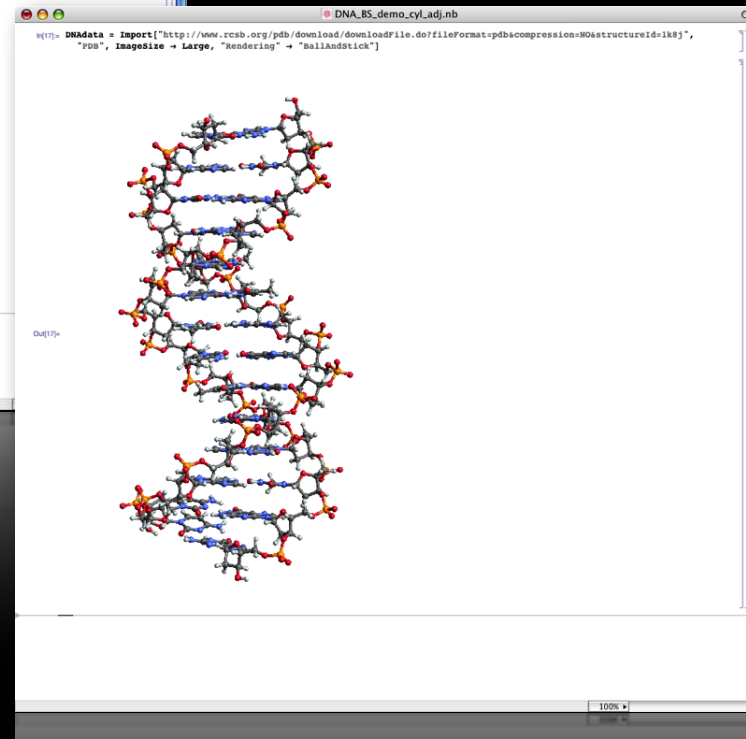 DNA_BS_demo_cyl_adj.nb
In[17]:= DNAdata = Import["http://www.rcsb.org/pdb/download/downloadFile.do?fileFormat=pdb&compression=NO&structureId=1k8j",
"PDB", ImageSize → Large, "Rendering" → "BallAndStick"]
Out[17]=
100%